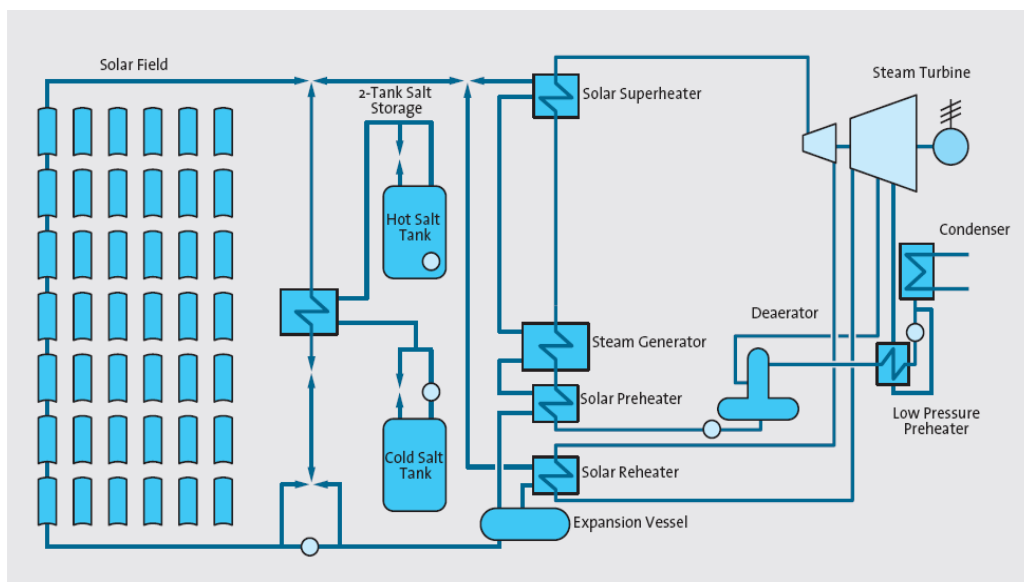 Solar Field
2-Tank Salt
Storage
Solar Superheater
Steam Turbine
Hot Salt
Tank
Condenser
Deaerator
Steam Generator
Solar Preheater
Low Pressure
Preheater
Cold Salt
Tank
Solar Reheater
Expansion Vessel